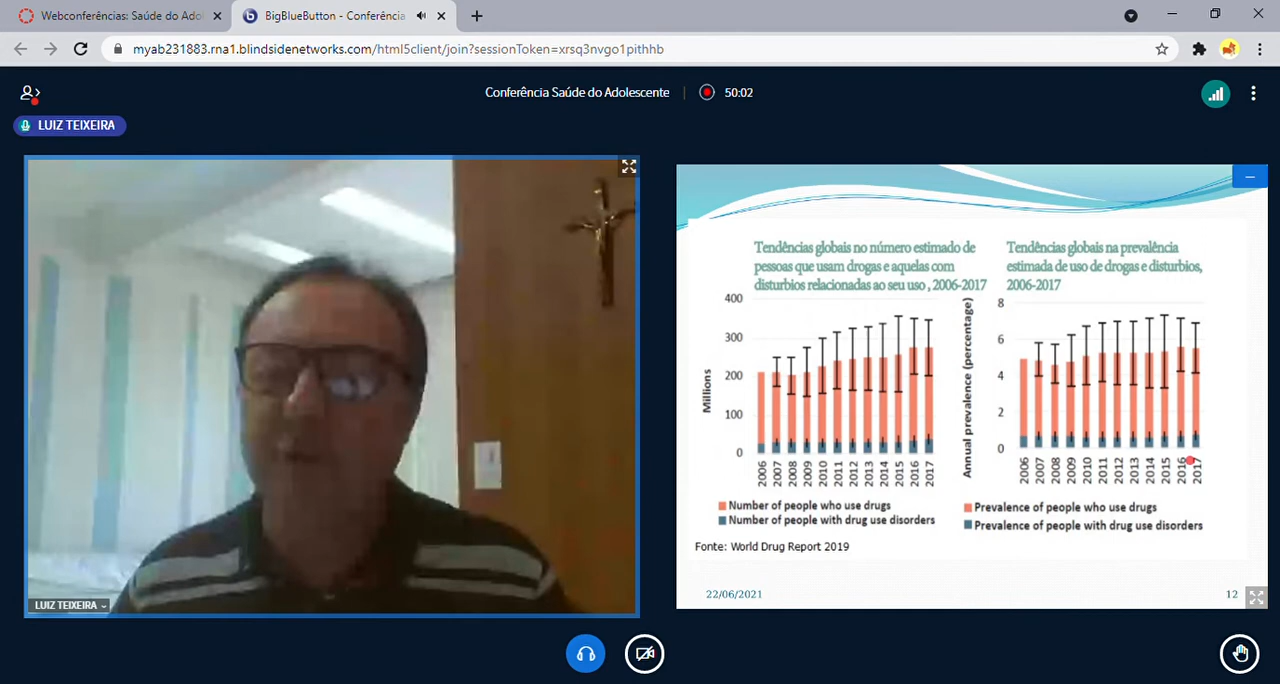 Webconferências: Saúde do Ado
BigBlueButton - Conferência
myab231883.rna1.blindsidenetworks.com/html5client/join?sessionToken=xrsq3nvgo1pithhb
Conferência Saúde do Adolescente
50:02
LUIZ TEIXEIRA
LUIZ TEIXEIRA
Tendências globais no número estimado de
pessoas que usam drogas e aquelas com
disturbios relacionadas ao seu uso , 2006-2017
400
300
200
100
0
Millions
2006 2007 2008 2009 2010 2011 2012 2013 2014 2015 2016 2017
Number of people who use drugs
Number of people with drug use disorders
Tendências globais na prevalência
estimada de uso de drogas e disturbios,
2006-2017
8
6
4
2
0
Annual prevalence (percentage)
2006 2007 2008 2009 2010 2011 2012 2013 2014 2015 2016 2017
Prevalence of people who use drugs
Prevalence of people with drug use disorders
Fonte: World Drug Report 2019
22/06/2021
12